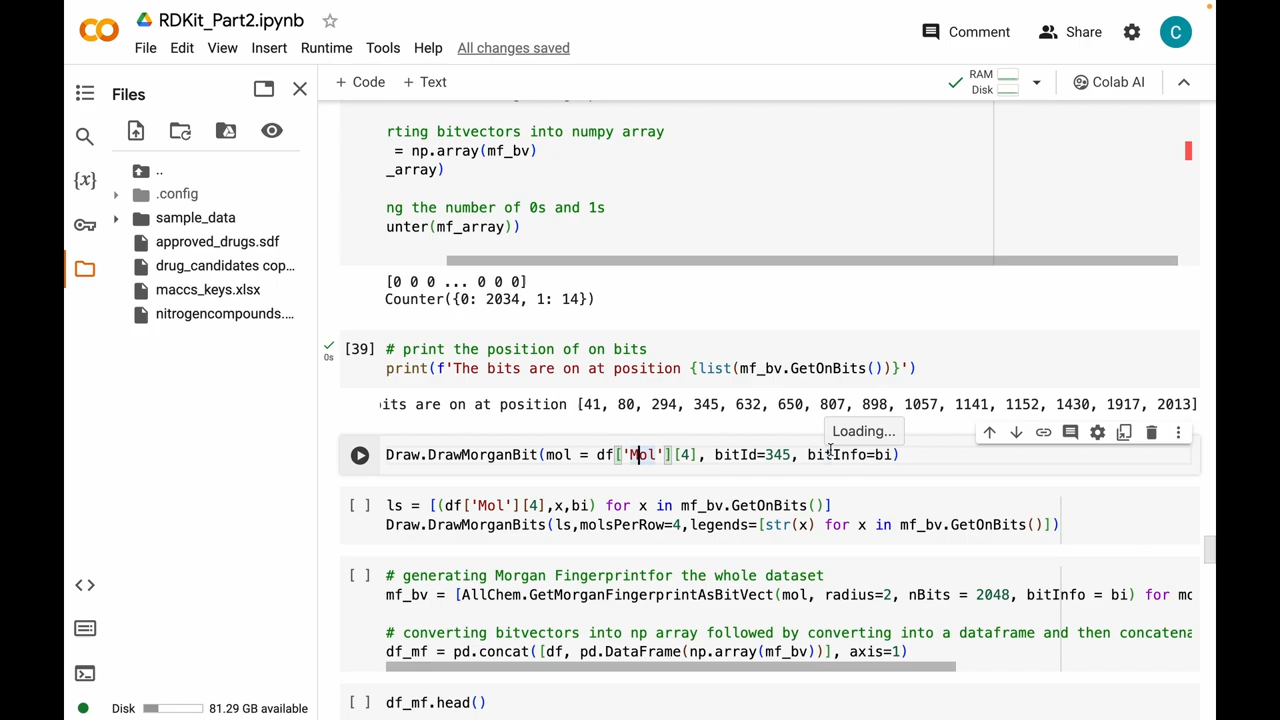 RDKit_Part2.ipynb
File Edit View Insert Runtime Tools Help All changes saved
Comment Share C
Files
+ Code + Text
RAM
Disk
Colab AI
..
.config
sample_data
approved_drugs.sdf
drug_candidates cop...
maccs_keys.xlsx
nitrogencompounds....
Disk 81.29 GB available
rting bitvectors into numpy array
= np.array(mf_bv)
_array)
ng the number of 0s and 1s
unter(mf_array))
[0 0 0 ... 0 0 0]
Counter({0: 2034, 1: 14})
[39] # print the position of on bits
0s
print(f'The bits are on at position {list(mf_bv.GetOnBits())}')
bits are on at position [41, 80, 294, 345, 632, 650, 807, 898, 1057, 1141, 1152, 1430, 1917, 2013]
Loading...
Draw.DrawMorganBit(mol = df['Mol'][4], bitId=345, bitInfo=bi)
[ ] ls = [(df['Mol'][4],x,bi) for x in mf_bv.GetOnBits()]
Draw.DrawMorganBits(ls,molsPerRow=4,legends=[str(x) for x in mf_bv.GetOnBits()])
[ ] # generating Morgan Fingerprintfor the whole dataset
mf_bv = [AllChem.GetMorganFingerprintAsBitVect(mol, radius=2, nBits = 2048, bitInfo = bi) for mo
# converting bitvectors into np array followed by converting into a dataframe and then concatena
df_mf = pd.concat([df, pd.DataFrame(np.array(mf_bv))], axis=1)
[ ] df_mf.head()